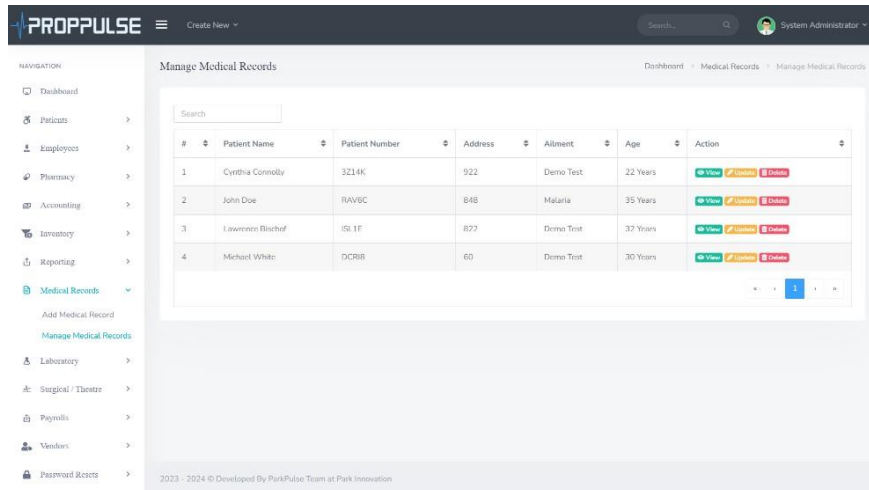 PROPPULSE
Create New
Search...
System Administrator
NAVIGATION
Dashboard
Patients
Employees
Pharmacy
Accounting
Inventory
Reporting
Medical Records
Add Medical Record
Manage Medical Records
Laboratory
Surgical / Theatre
Payrolls
Vendors
Password Resets
Manage Medical Records
Dashboard Medical Records Manage Medical Records
Search
# Patient Name Patient Number Address Ailment Age Action
1 Cynthia Connolly 3Z14K 922 Demo Test 22 Years View Update Delete
2 John Doe RAV6C 848 Malaria 35 Years View Update Delete
3 Lawrence Bischof 822 Demo Test 32 Years View Update Delete
4 Michael White 60 Demo Test 30 Years View Update Delete
« ‹ 1 › »
2023 - 2024 © Developed By ParkPulse Team at Park Innovation